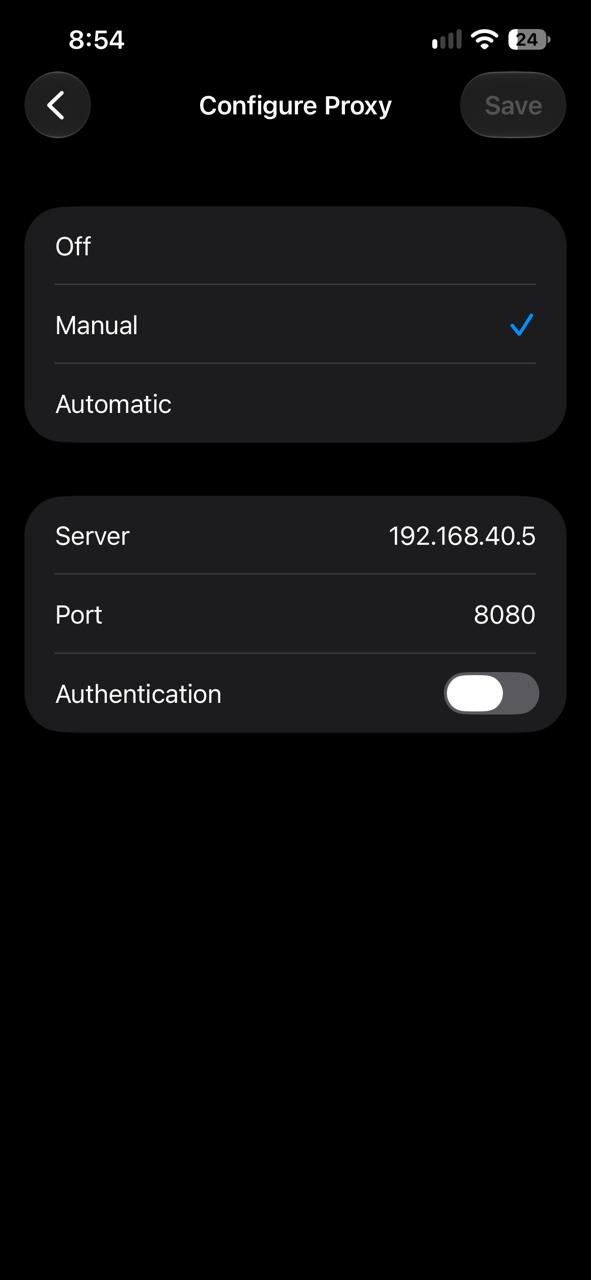 8:54
24
Configure Proxy
Save
Off
Manual
Automatic
Server 192.168.40.5
Port 8080
Authentication